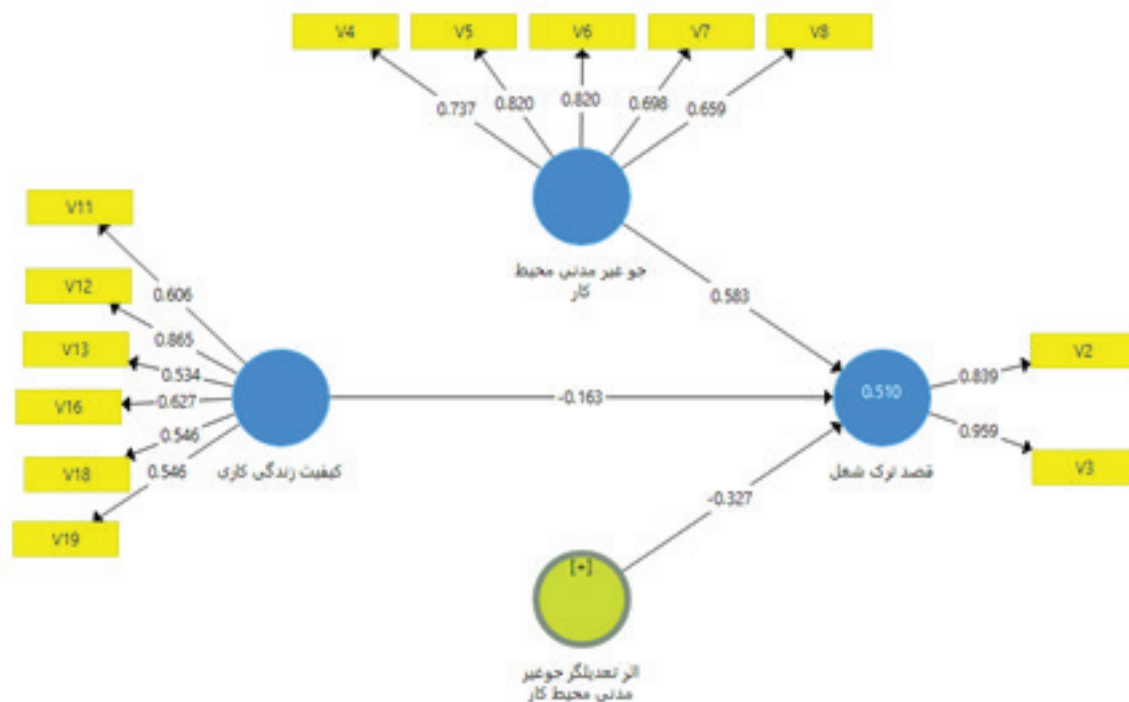 V4 V5 V6 V7 V8
0.737 0.820 0.820 0.698 0.659
جو غیر مدنی محیط
کار
0.583
V11
0.606
V12
0.865
V13
0.534
V16
0.627
V18
0.546
V19
0.546
کیفیت زندگی کاری
-0.163
0.510
قصد ترک شغل
V2
0.839
0.959
V3
-0.327
[+]
اثر تعدیلگر جوغیر
مدنی محیط کار